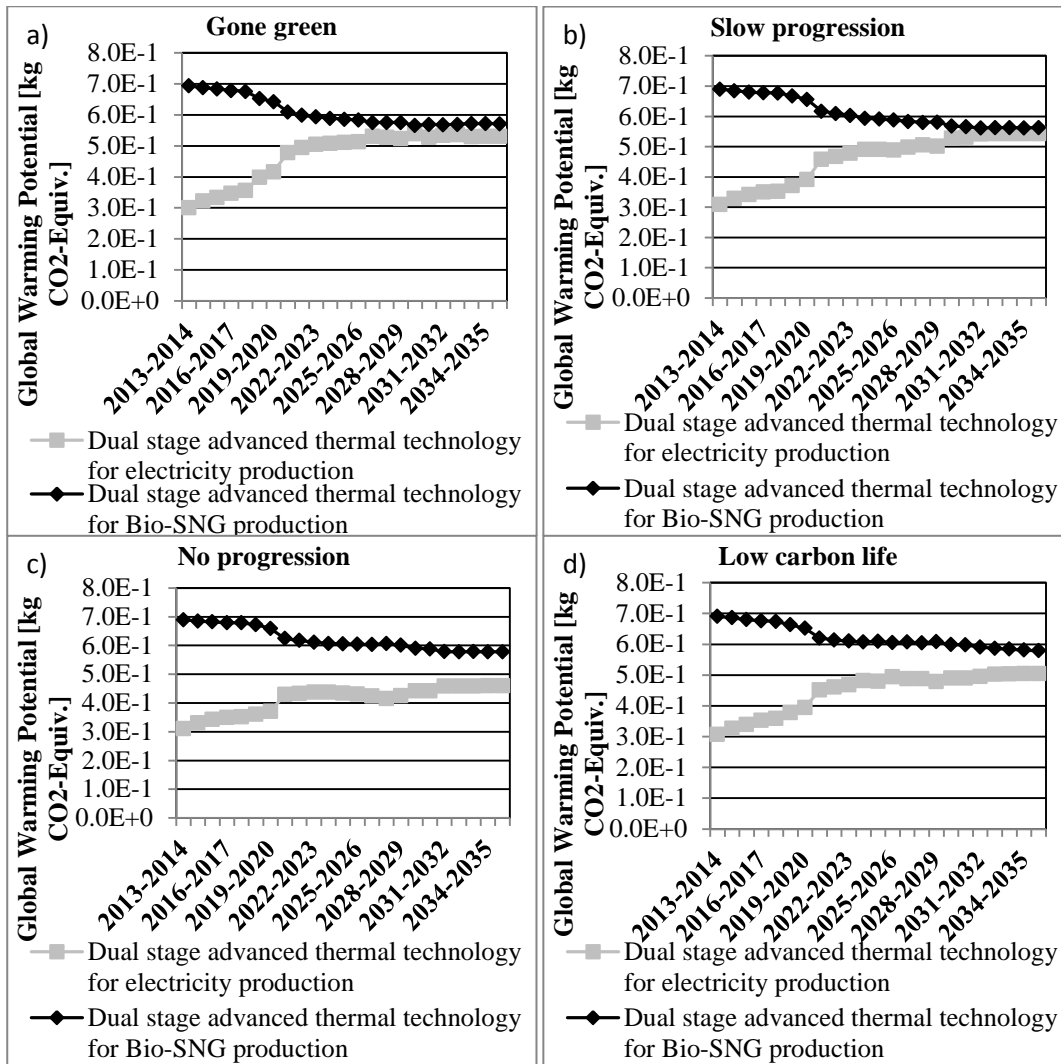 a)
Gone green
Global Warming Potential [kg
CO2-Equiv.]
8.0E-1
7.0E-1
6.0E-1
5.0E-1
4.0E-1
3.0E-1
2.0E-1
1.0E-1
0.0E+0
2013-2014
2016-2017
2019-2020
2022-2023
2025-2026
2028-2029
2031-2032
2034-2035
Dual stage advanced thermal technology
for electricity production
Dual stage advanced thermal technology
for Bio-SNG production
b)
Slow progression
Global Warming Potential [kg
CO2-Equiv.]
8.0E-1
7.0E-1
6.0E-1
5.0E-1
4.0E-1
3.0E-1
2.0E-1
1.0E-1
0.0E+0
2013-2014
2016-2017
2019-2020
2022-2023
2025-2026
2028-2029
2031-2032
2034-2035
Dual stage advanced thermal technology
for electricity production
Dual stage advanced thermal technology
for Bio-SNG production
c)
No progression
Global Warming Potential [kg
CO2-Equiv.]
8.0E-1
7.0E-1
6.0E-1
5.0E-1
4.0E-1
3.0E-1
2.0E-1
1.0E-1
0.0E+0
2013-2014
2016-2017
2019-2020
2022-2023
2025-2026
2028-2029
2031-2032
2034-2035
Dual stage advanced thermal technology
for electricity production
Dual stage advanced thermal technology
for Bio-SNG production
d)
Low carbon life
Global Warming Potential [kg
CO2-Equiv.]
8.0E-1
7.0E-1
6.0E-1
5.0E-1
4.0E-1
3.0E-1
2.0E-1
1.0E-1
0.0E+0
2013-2014
2016-2017
2019-2020
2022-2023
2025-2026
2028-2029
2031-2032
2034-2035
Dual stage advanced thermal technology
for electricity production
Dual stage advanced thermal technology
for Bio-SNG production